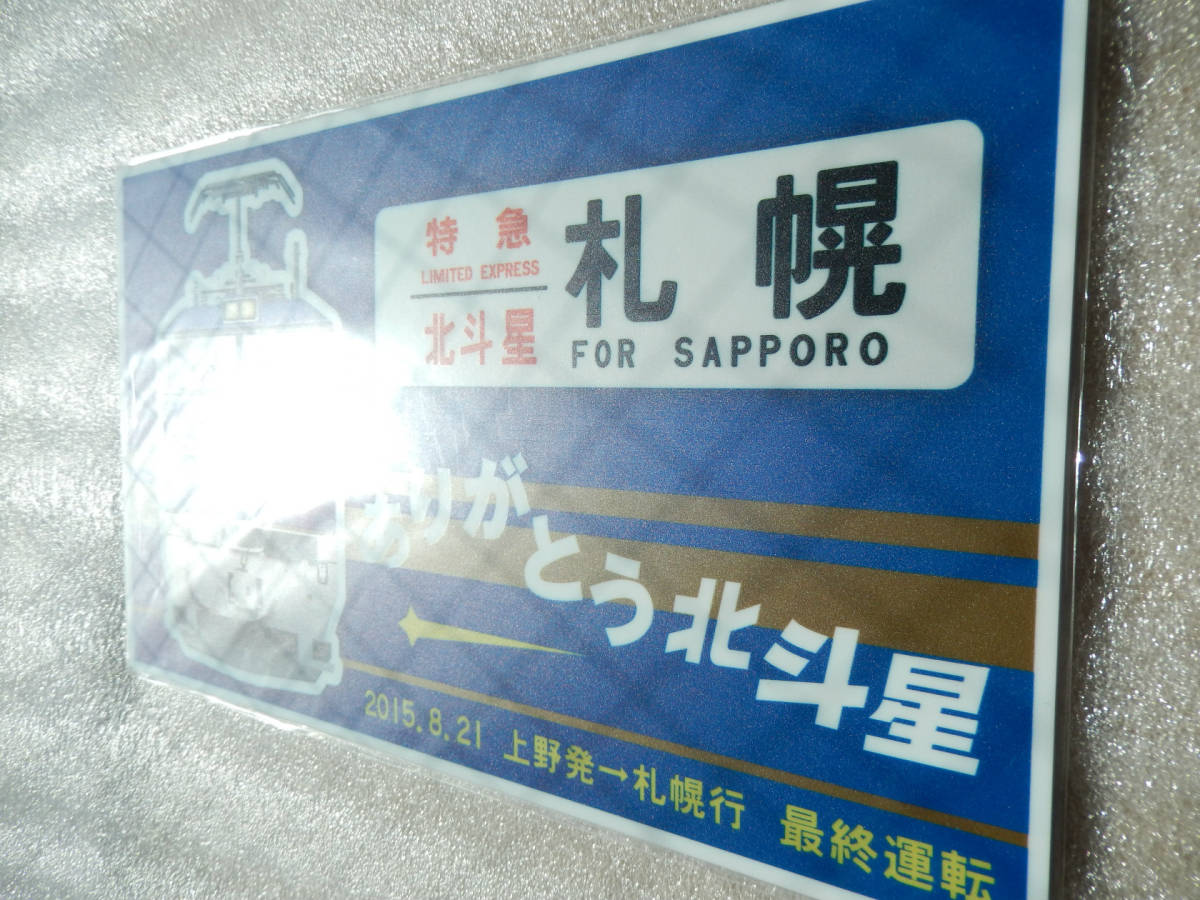 特急
LIMITED EXPRESS
北斗星
札幌
FOR SAPPORO
ありがとう北斗星
2015.8.21 上野発→札幌行 最終運転